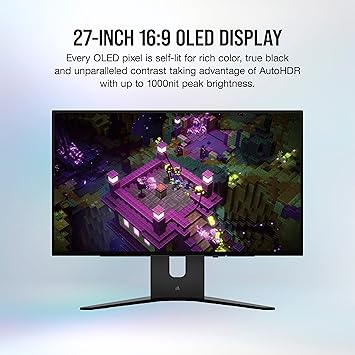 27-INCH 16:9 OLED DISPLAY
Every OLED pixel is self-lit for rich color, true black
and unparalleled contrast taking advantage of AutoHDR
with up to 1000nit peak brightness.